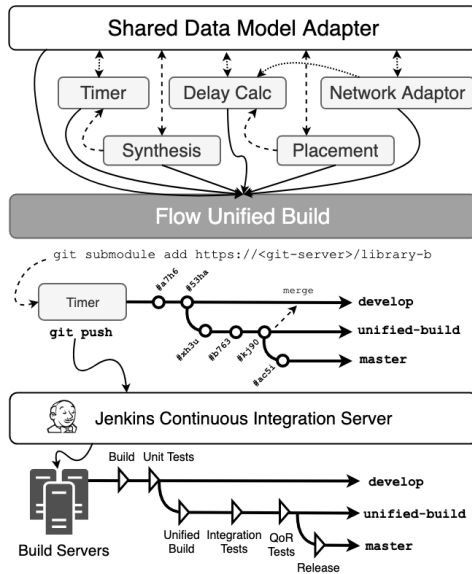 Shared Data Model Adapter
Timer
Delay Calc
Network Adaptor
Synthesis
Placement
Flow Unified Build
git submodule add https://<git-server>/library-b
Timer
git push
#a7h6
#53ha
merge
develop
#xh3u
#b763
#kj90
unified-build
#ac5i
master
Jenkins Continuous Integration Server
Build
Unit Tests
develop
Build Servers
Unified
Build
Integration
Tests
QoR
Tests
unified-build
Release
master